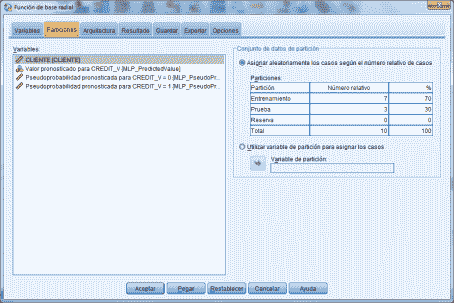 Función de base radial
Variables Particiones Arquitectura Resultado Guardar Exportar Opciones
Variables:
CLIENTE [CLIENTE]
Valor pronosticado para CREDIT_V [MLP_PredictedValue]
Pseudoprobabilidad pronosticada para CREDIT_V = 0 [MLP_PseudoPr...
Pseudoprobabilidad pronosticada para CREDIT_V = 1 [MLP_PseudoPr...
Conjunto de datos de partición
Asignar aleatoriamente los casos según el número relativo de casos
Particiones:
Partición Número relativo %
Entrenamiento 7 70
Prueba 3 30
Reserva 0 0
Total 10 100
Utilizar variable de partición para asignar los casos
Variable de partición:
Aceptar Pegar Restablecer Cancelar Ayuda